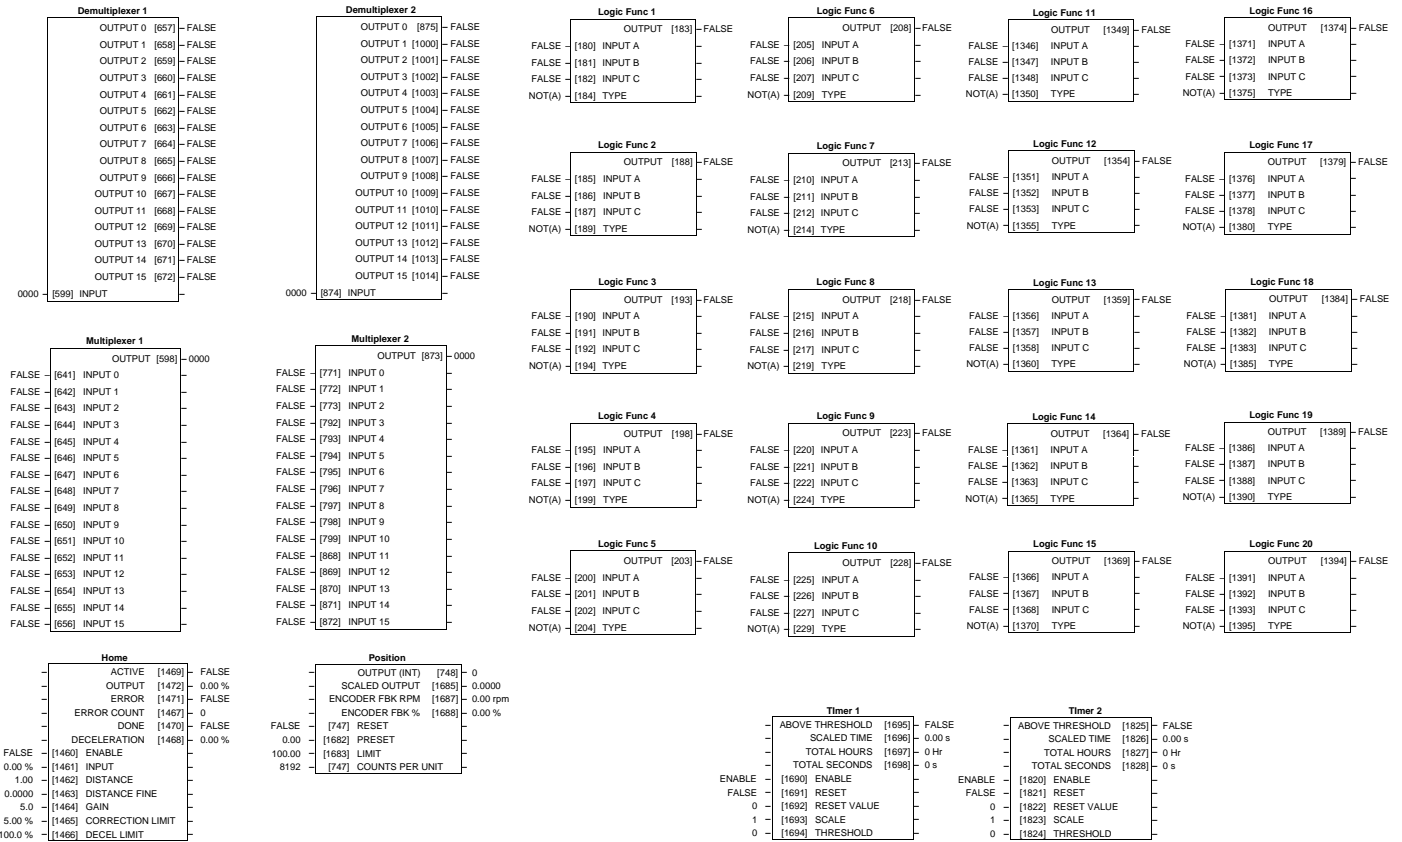 Demultiplexer 1
OUTPUT 0 [657] FALSE
OUTPUT 1 [658] FALSE
OUTPUT 2 [659] FALSE
OUTPUT 3 [660] FALSE
OUTPUT 4 [661] FALSE
OUTPUT 5 [662] FALSE
OUTPUT 6 [663] FALSE
OUTPUT 7 [664] FALSE
OUTPUT 8 [665] FALSE
OUTPUT 9 [666] FALSE
OUTPUT 10 [667] FALSE
OUTPUT 11 [668] FALSE
OUTPUT 12 [669] FALSE
OUTPUT 13 [670] FALSE
OUTPUT 14 [671] FALSE
OUTPUT 15 [672] FALSE
0000 [599] INPUT
Demultiplexer 2
OUTPUT 0 [875] FALSE
OUTPUT 1 [1000] FALSE
OUTPUT 2 [1001] FALSE
OUTPUT 3 [1002] FALSE
OUTPUT 4 [1003] FALSE
OUTPUT 5 [1004] FALSE
OUTPUT 6 [1005] FALSE
OUTPUT 7 [1006] FALSE
OUTPUT 8 [1007] FALSE
OUTPUT 9 [1008] FALSE
OUTPUT 10 [1009] FALSE
OUTPUT 11 [1010] FALSE
OUTPUT 12 [1011] FALSE
OUTPUT 13 [1012] FALSE
OUTPUT 14 [1013] FALSE
OUTPUT 15 [1014] FALSE
0000 [874] INPUT
Multiplexer 1
OUTPUT [598] 0000
FALSE [641] INPUT 0
FALSE [642] INPUT 1
FALSE [643] INPUT 2
FALSE [644] INPUT 3
FALSE [645] INPUT 4
FALSE [646] INPUT 5
FALSE [647] INPUT 6
FALSE [648] INPUT 7
FALSE [649] INPUT 8
FALSE [650] INPUT 9
FALSE [651] INPUT 10
FALSE [652] INPUT 11
FALSE [653] INPUT 12
FALSE [654] INPUT 13
FALSE [655] INPUT 14
FALSE [656] INPUT 15
Multiplexer 2
OUTPUT [873] 0000
FALSE [771] INPUT 0
FALSE [772] INPUT 1
FALSE [773] INPUT 2
FALSE [792] INPUT 3
FALSE [793] INPUT 4
FALSE [794] INPUT 5
FALSE [795] INPUT 6
FALSE [796] INPUT 7
FALSE [797] INPUT 8
FALSE [798] INPUT 9
FALSE [799] INPUT 10
FALSE [868] INPUT 11
FALSE [869] INPUT 12
FALSE [870] INPUT 13
FALSE [871] INPUT 14
FALSE [872] INPUT 15
Home
ACTIVE [1469] FALSE
OUTPUT [1472] 0.00 %
ERROR [1471] FALSE
ERROR COUNT [1467] 0
DONE [1470] FALSE
DECELERATION [1468] 0.00 %
FALSE [1460] ENABLE
0.00 % [1461] INPUT
1.00 [1462] DISTANCE
0.0000 [1463] DISTANCE FINE
5.0 [1464] GAIN
5.00 % [1465] CORRECTION LIMIT
100.0 % [1466] DECEL LIMIT
Position
OUTPUT (INT) [748] 0
SCALED OUTPUT [1685] 0.0000
ENCODER FBK RPM [1687] 0.00 rpm
ENCODER FBK % [1688] 0.00 %
FALSE [747] RESET
0.00 [1682] PRESET
100.00 [1683] LIMIT
8192 [747] COUNTS PER UNIT
Logic Func 1
OUTPUT [183] FALSE
FALSE [180] INPUT A
FALSE [181] INPUT B
FALSE [182] INPUT C
NOT(A) [184] TYPE
Logic Func 2
OUTPUT [188] FALSE
FALSE [185] INPUT A
FALSE [186] INPUT B
FALSE [187] INPUT C
NOT(A) [189] TYPE
Logic Func 3
OUTPUT [193] FALSE
FALSE [190] INPUT A
FALSE [191] INPUT B
FALSE [192] INPUT C
NOT(A) [194] TYPE
Logic Func 4
OUTPUT [198] FALSE
FALSE [195] INPUT A
FALSE [196] INPUT B
FALSE [197] INPUT C
NOT(A) [199] TYPE
Logic Func 5
OUTPUT [203] FALSE
FALSE [200] INPUT A
FALSE [201] INPUT B
FALSE [202] INPUT C
NOT(A) [204] TYPE
Logic Func 6
OUTPUT [208] FALSE
FALSE [205] INPUT A
FALSE [206] INPUT B
FALSE [207] INPUT C
NOT(A) [209] TYPE
Logic Func 7
OUTPUT [213] FALSE
FALSE [210] INPUT A
FALSE [211] INPUT B
FALSE [212] INPUT C
NOT(A) [214] TYPE
Logic Func 8
OUTPUT [218] FALSE
FALSE [215] INPUT A
FALSE [216] INPUT B
FALSE [217] INPUT C
NOT(A) [219] TYPE
Logic Func 9
OUTPUT [223] FALSE
FALSE [220] INPUT A
FALSE [221] INPUT B
FALSE [222] INPUT C
NOT(A) [224] TYPE
Logic Func 10
OUTPUT [228] FALSE
FALSE [225] INPUT A
FALSE [226] INPUT B
FALSE [227] INPUT C
NOT(A) [229] TYPE
Logic Func 11
OUTPUT [1349] FALSE
FALSE [1346] INPUT A
FALSE [1347] INPUT B
FALSE [1348] INPUT C
NOT(A) [1350] TYPE
Logic Func 12
OUTPUT [1354] FALSE
FALSE [1351] INPUT A
FALSE [1352] INPUT B
FALSE [1353] INPUT C
NOT(A) [1355] TYPE
Logic Func 13
OUTPUT [1359] FALSE
FALSE [1356] INPUT A
FALSE [1357] INPUT B
FALSE [1358] INPUT C
NOT(A) [1360] TYPE
Logic Func 14
OUTPUT [1364] FALSE
FALSE [1361] INPUT A
FALSE [1362] INPUT B
FALSE [1363] INPUT C
NOT(A) [1365] TYPE
Logic Func 15
OUTPUT [1369] FALSE
FALSE [1366] INPUT A
FALSE [1367] INPUT B
FALSE [1368] INPUT C
NOT(A) [1370] TYPE
Logic Func 16
OUTPUT [1374] FALSE
FALSE [1371] INPUT A
FALSE [1372] INPUT B
FALSE [1373] INPUT C
NOT(A) [1375] TYPE
Logic Func 17
OUTPUT [1379] FALSE
FALSE [1376] INPUT A
FALSE [1377] INPUT B
FALSE [1378] INPUT C
NOT(A) [1380] TYPE
Logic Func 18
OUTPUT [1384] FALSE
FALSE [1381] INPUT A
FALSE [1382] INPUT B
FALSE [1383] INPUT C
NOT(A) [1385] TYPE
Logic Func 19
OUTPUT [1389] FALSE
FALSE [1386] INPUT A
FALSE [1387] INPUT B
FALSE [1388] INPUT C
NOT(A) [1390] TYPE
Logic Func 20
OUTPUT [1394] FALSE
FALSE [1391] INPUT A
FALSE [1392] INPUT B
FALSE [1393] INPUT C
NOT(A) [1395] TYPE
TImer 1
ABOVE THRESHOLD [1695] FALSE
SCALED TIME [1696] 0.00 s
TOTAL HOURS [1697] 0 Hr
TOTAL SECONDS [1698] 0 s
ENABLE [1690] ENABLE
FALSE [1691] RESET
0 [1692] RESET VALUE
1 [1693] SCALE
0 [1694] THRESHOLD
TImer 2
ABOVE THRESHOLD [1825] FALSE
SCALED TIME [1826] 0.00 s
TOTAL HOURS [1827] 0 Hr
TOTAL SECONDS [1828] 0 s
ENABLE [1820] ENABLE
FALSE [1821] RESET
0 [1822] RESET VALUE
1 [1823] SCALE
0 [1824] THRESHOLD